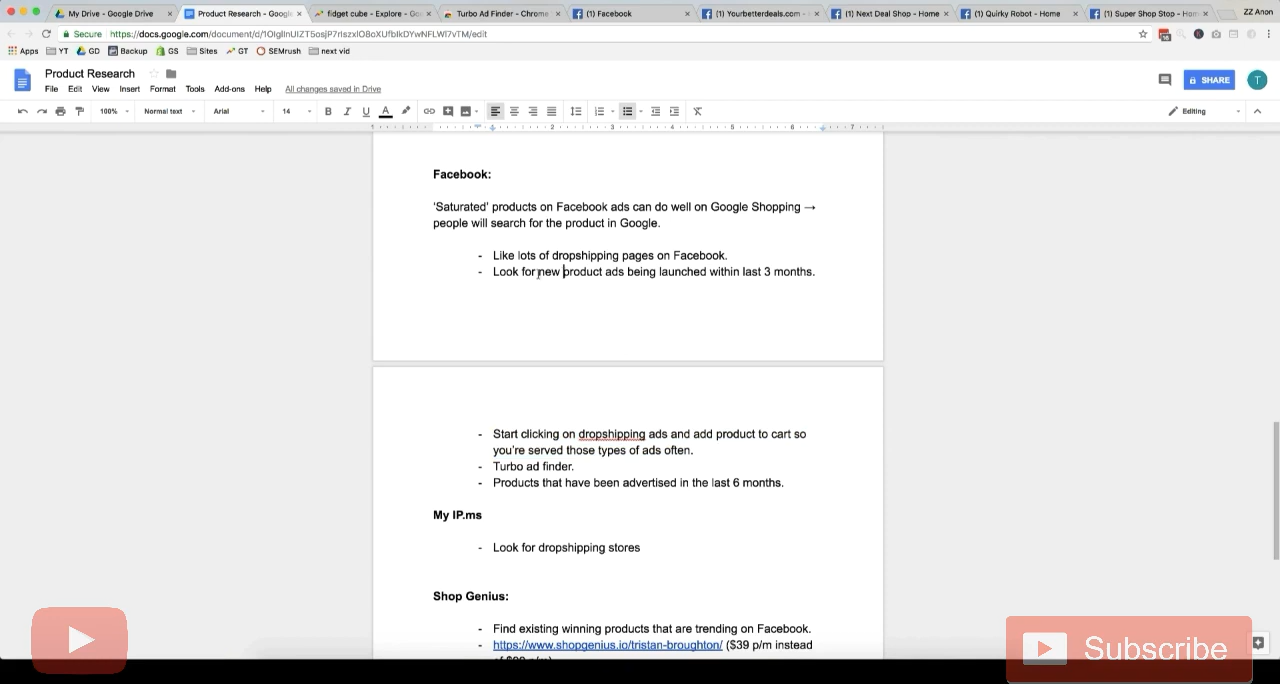 My Drive - Google Drive
Product Research - Google
fidget cube - Explore - Go
Turbo Ad Finder - Chrome
(1) Facebook
(1) Yourbetterdeals.com -
(1) Next Deal Shop - Home
(1) Quirky Robot - Home
(1) Super Shop Stop - Hom
ZZ Anon
Secure
Apps YT GD Backup GS Sites GT SEMrush next vid
Product Research
SHARE
T
File Edit View Insert Format Tools Add-ons Help All changes saved in Drive
100% Normal text Arial 14 B I U A Editing
1 2 3 4 5 6 7
Facebook:
'Saturated' products on Facebook ads can do well on Google Shopping →
people will search for the product in Google.
- Like lots of dropshipping pages on Facebook.
- Look for new product ads being launched within last 3 months.
- Start clicking on dropshipping ads and add product to cart so
you're served those types of ads often.
- Turbo ad finder.
- Products that have been advertised in the last 6 months.
My IP.ms
- Look for dropshipping stores
Shop Genius:
- Find existing winning products that are trending on Facebook.
- https://www.shopgenius.io/tristan-broughton/ ($39 p/m instead
Subscribe